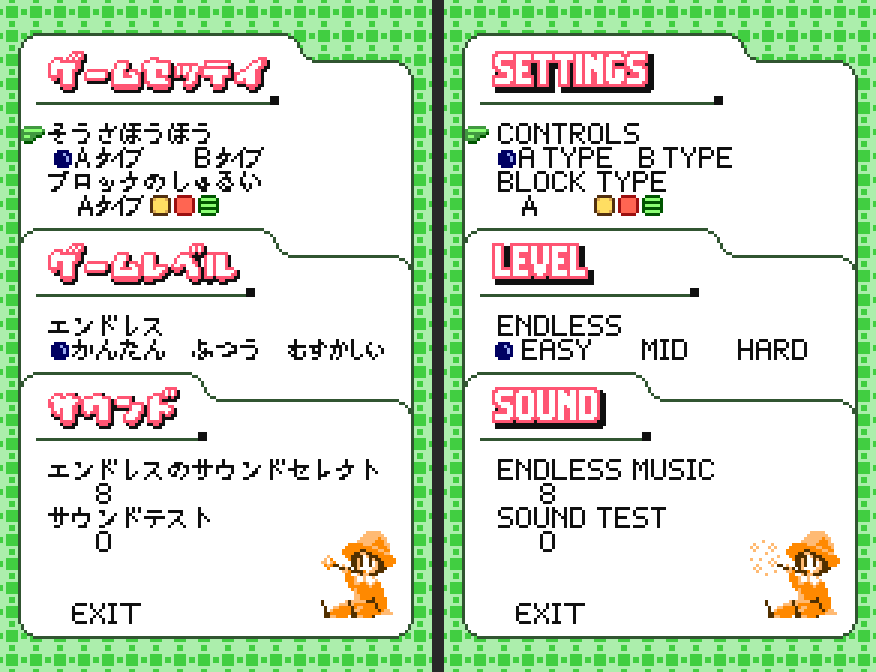 ゲームセッテイ
そうさほうほう
Aタイプ Bタイプ
ブロックのしゅるい
Aタイプ
ゲームレベル
エンドレス
かんたん ふつう むずかしい
サウンド
エンドレスのサウンドセレクト
8
サウンドテスト
0
EXIT
SETTINGS
CONTROLS
A TYPE B TYPE
BLOCK TYPE
A
LEVEL
ENDLESS
EASY MID HARD
SOUND
ENDLESS MUSIC
8
SOUND TEST
0
EXIT